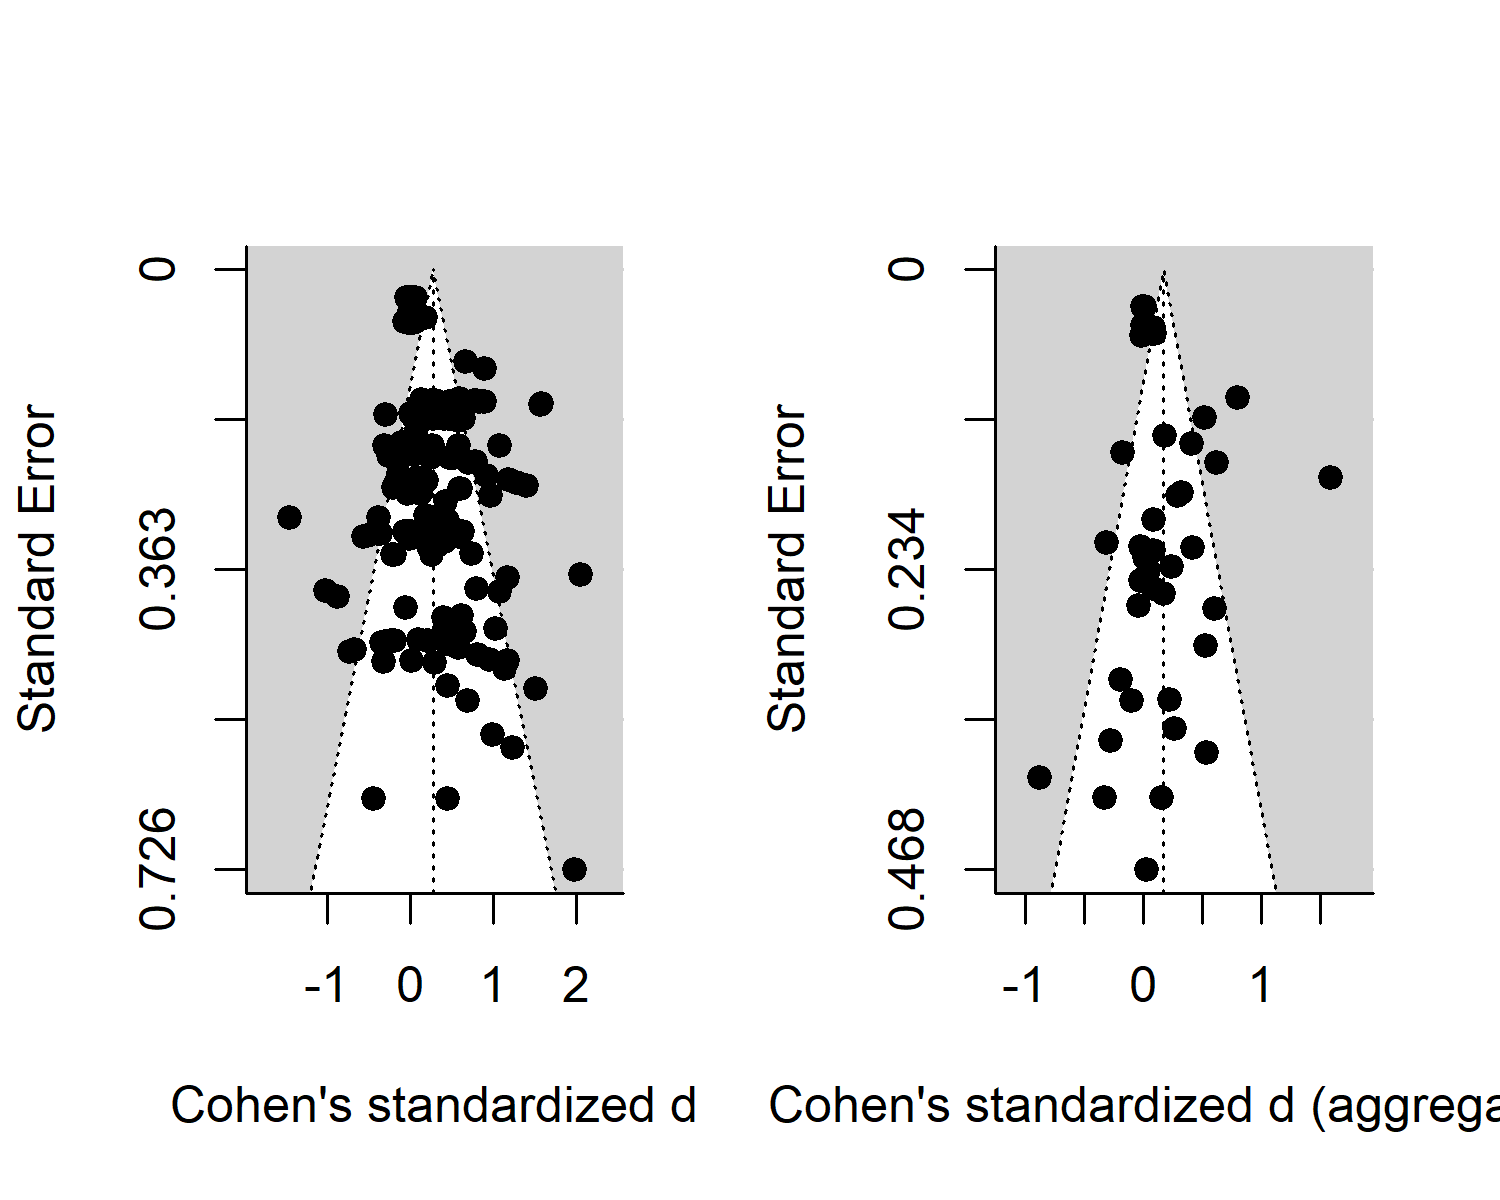 Standard Error
0
0.363
0.726
-1 0 1 2
Cohen's standardized d
Standard Error
0
0.234
0.468
-1 0 1
Cohen's standardized d (aggrega